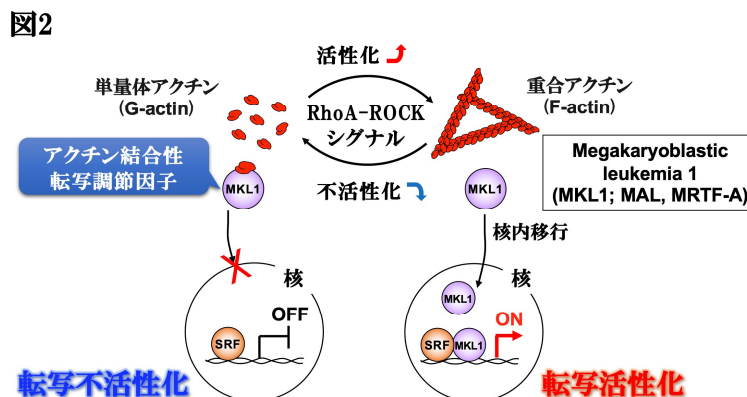 図2
活性化
単量体アクチン
(G-actin)
重合アクチン
(F-actin)
RhoA-ROCK
シグナル
アクチン結合性
転写調節因子
MKL1
不活性化
MKL1
Megakaryoblastic
leukemia 1
(MKL1; MAL, MRTF-A)
核内移行
核
核
MKL1
OFF
ON
SRF
SRF
MKL1
転写不活性化
転写活性化